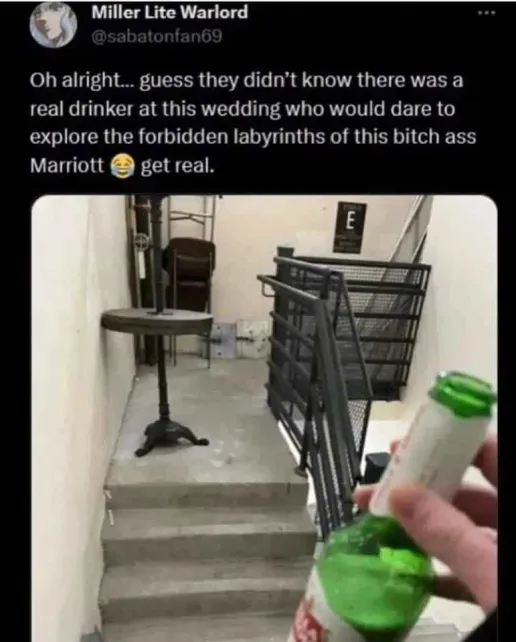 Miller Lite Warlord
@sabatonfan69
Oh alright... guess they didn't know there was a
real drinker at this wedding who would dare to
explore the forbidden labyrinths of this bitch ass
Marriott 😂 get real.
E